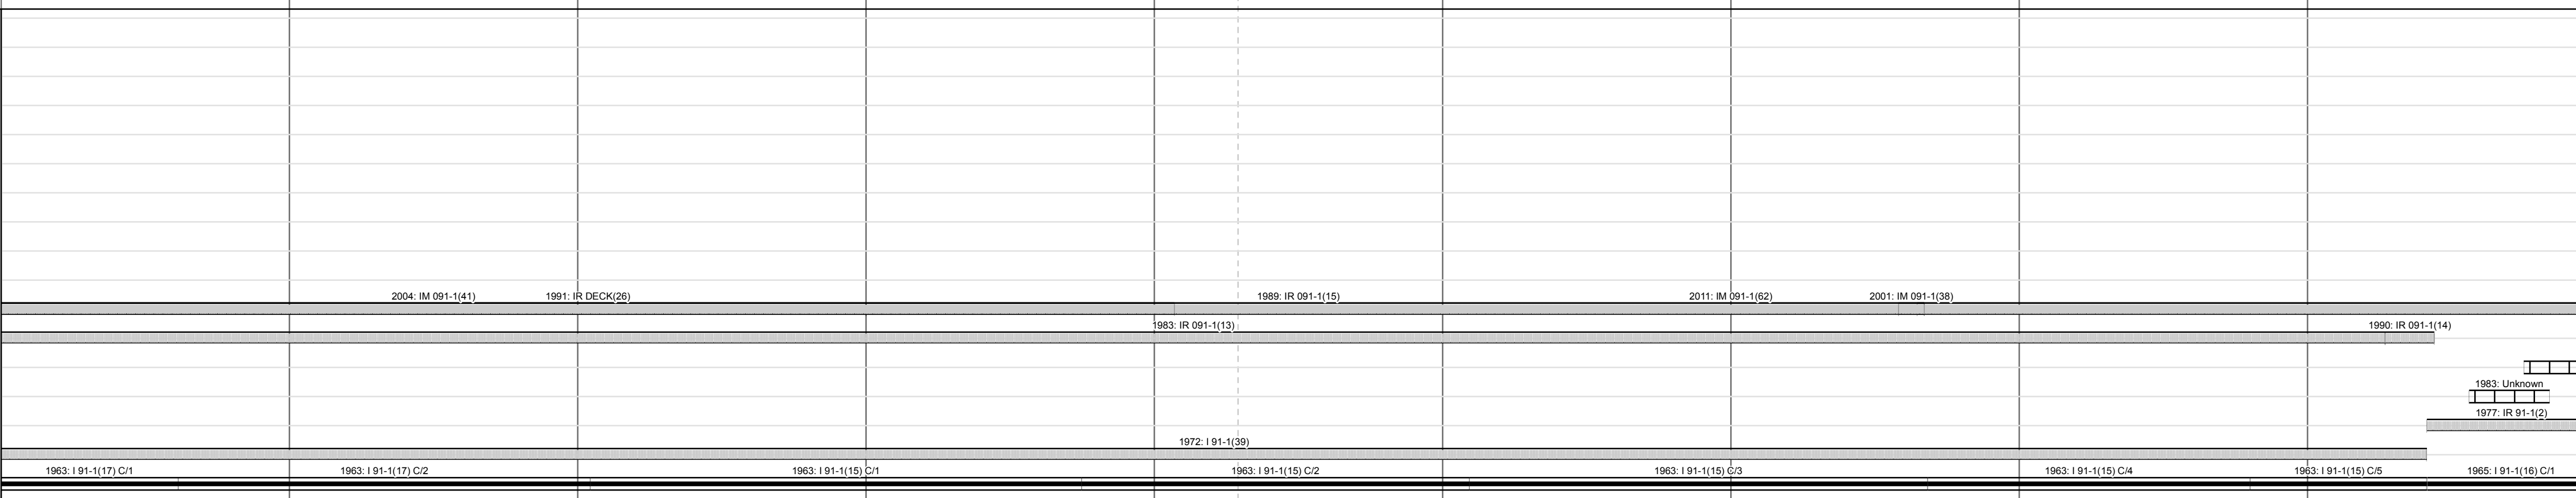 2004: IM 091-1(41) 1991: IR DECK(26) 1989: IR 091-1(15) 2011: IM 091-1(62) 2001: IM 091-1(38)
1983: IR 091-1(13) 1990: IR 091-1(14)
1983: Unknown
1977: IR 91-1(2)
1972: I 91-1(39)
1963: I 91-1(17) C/1 1963: I 91-1(17) C/2 1963: I 91-1(15) C/1 1963: I 91-1(15) C/2 1963: I 91-1(15) C/3 1963: I 91-1(15) C/4 1963: I 91-1(15) C/5 1965: I 91-1(16) C/1